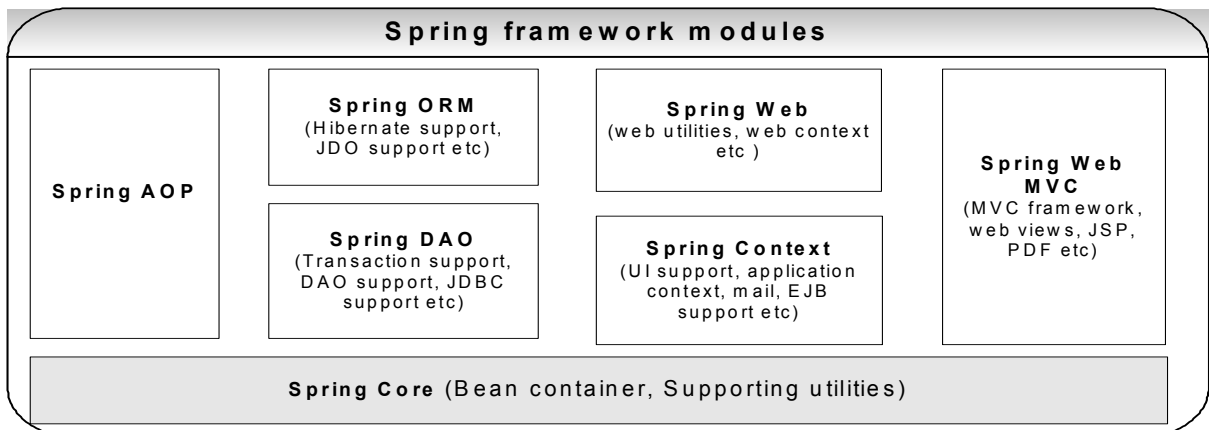 Spring framework modules
Spring AOP
Spring ORM
(Hibernate support,
JDO support etc)
Spring DAO
(Transaction support,
DAO support, JDBC
support etc)
Spring Web
(web utilities, web context
etc )
Spring Context
(UI support, application
context, mail, EJB
support etc)
Spring Web
MVC
(MVC framework,
web views, JSP,
PDF etc)
Spring Core (Bean container, Supporting utilities)